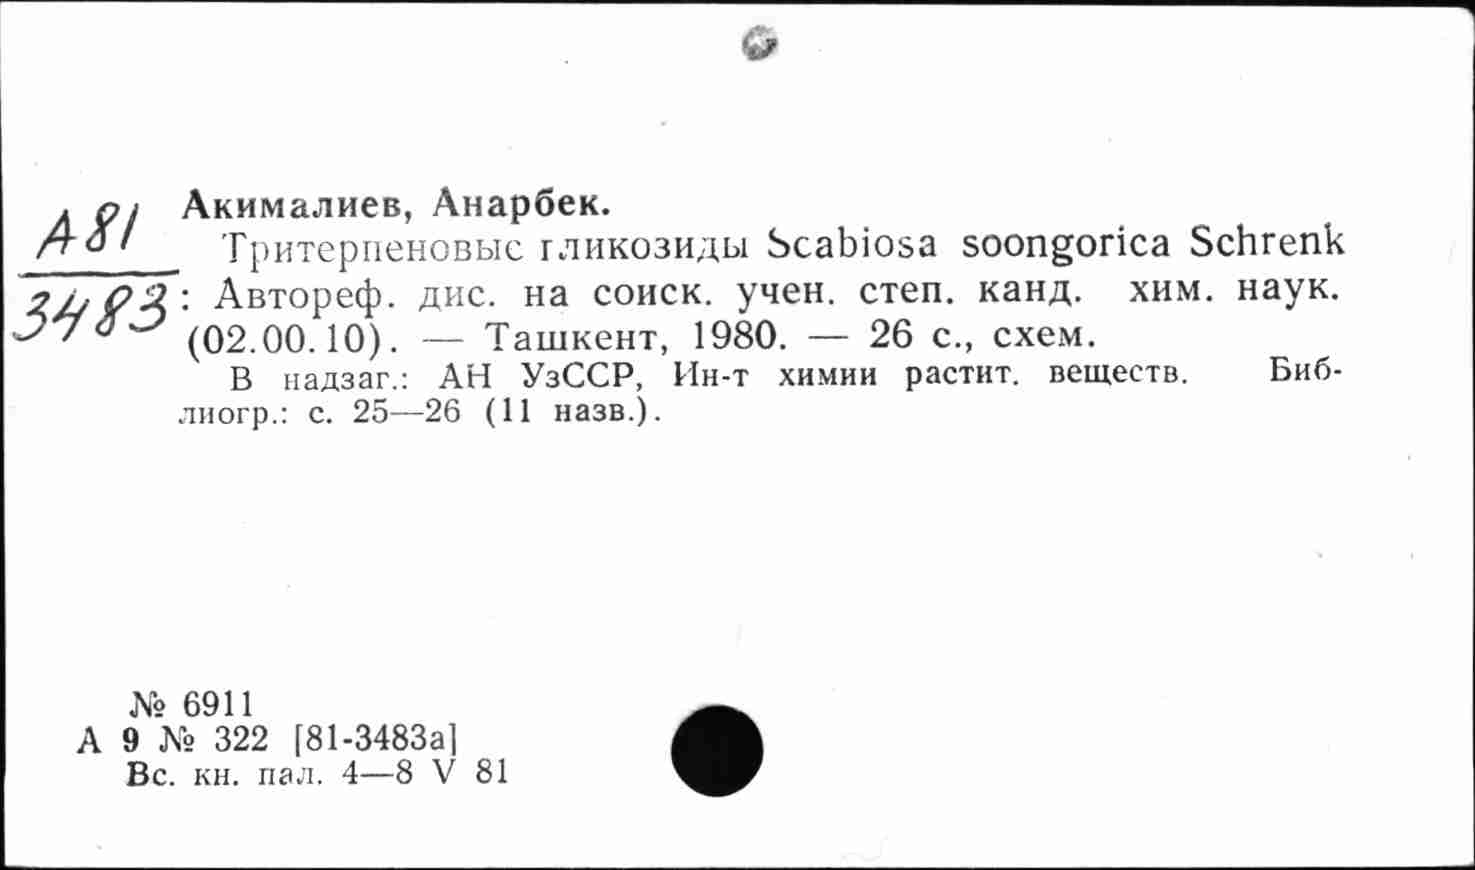 А81
3483
Акималиев, Анарбек.
Тритерпеновые гликозиды Scabiosa soongorica Schrenk
: Автореф. дис. на соиск. учен. степ. канд. хим. наук.
(02.00.10). — Ташкент, 1980. — 26 с., схем.
В надзаг.: АН УзССР, Ин-т химии растит. веществ. Биб-
лиогр.: с. 25—26 (11 назв.).
№ 6911
А 9 № 322 [81-3483а]
Вс. кн. пал. 4—8 V 81